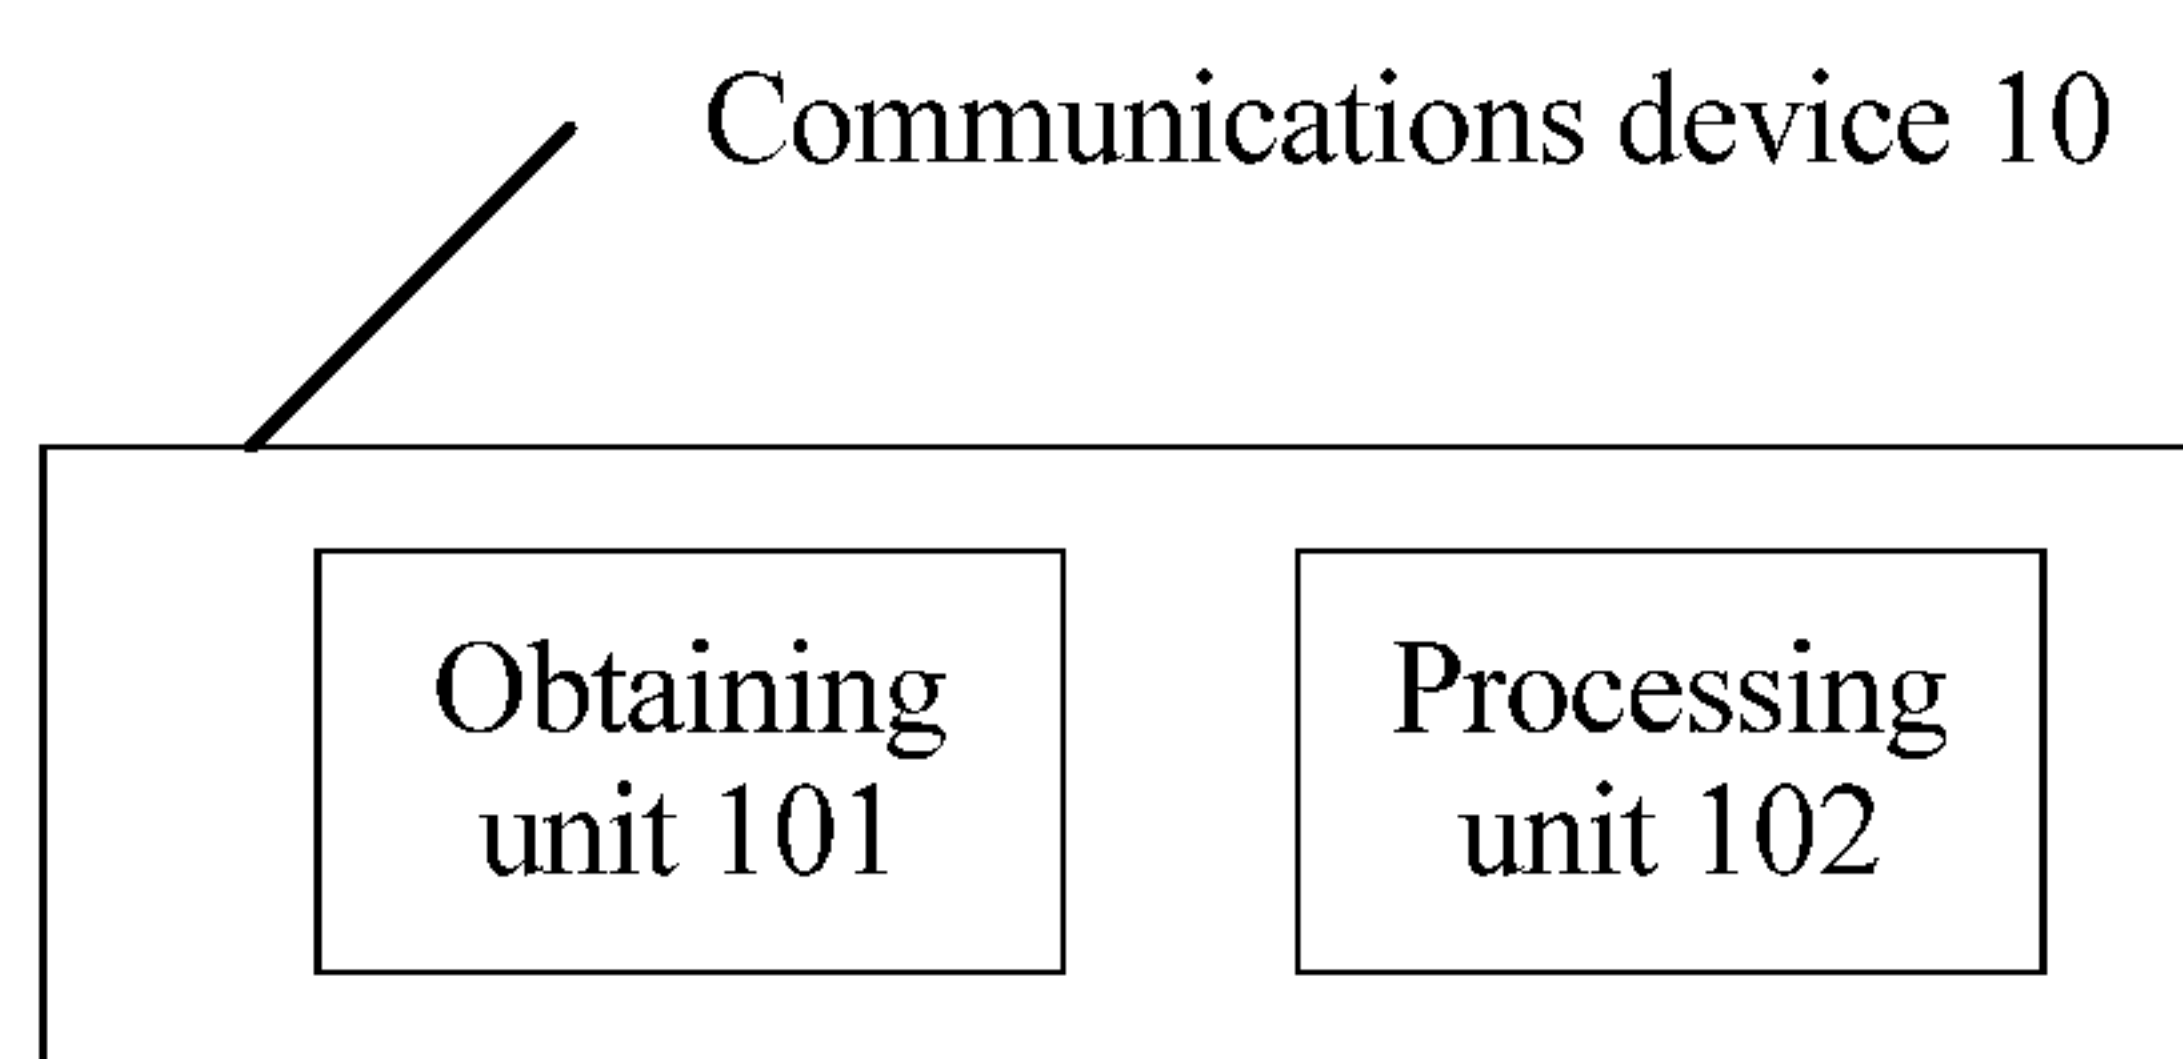 Communications device 10
Obtaining
unit 101
Processing
unit 102